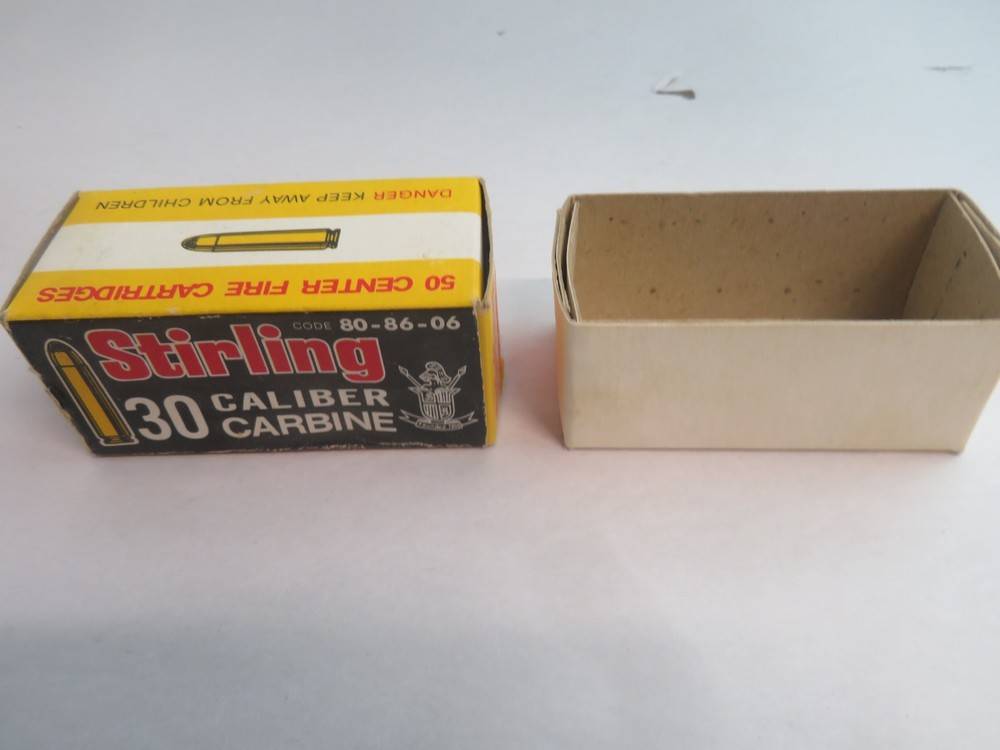 DANGER KEEP AWAY FROM CHILDREN
50 CENTER FIRE CARTRIDGES
CODE 80-86-06
Stirling
30 CALIBER
CARBINE